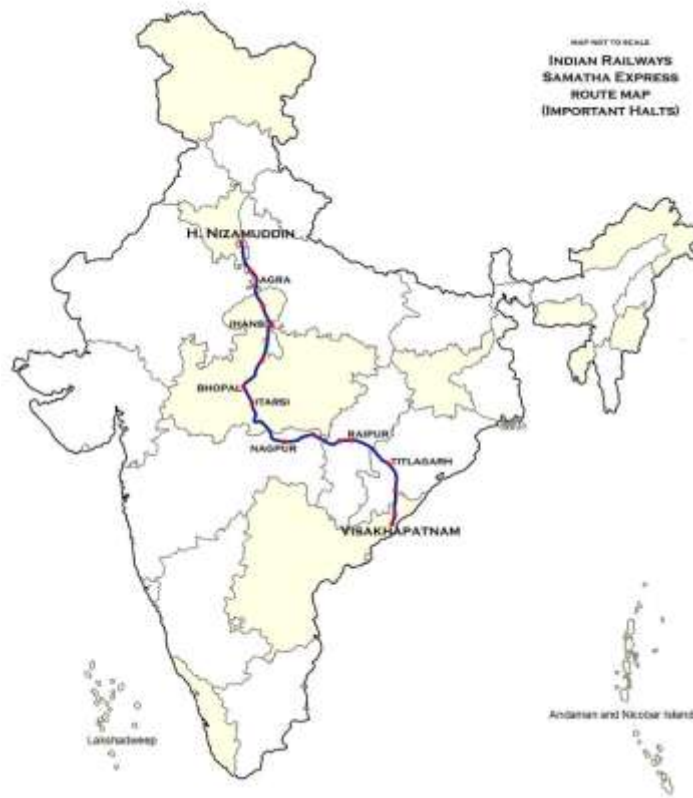 MAP NOT TO SCALE
INDIAN RAILWAYS
SAMATHA EXPRESS
ROUTE MAP
(IMPORTANT HALTS)
H. NIZAMUDDIN
AGRA
JHANSI
BHOPAL
ITARSI
RAIPUR
NAGPUR
TITLAGARH
VISAKHAPATNAM
Andaman and Nicobar Island
Lakshadweep